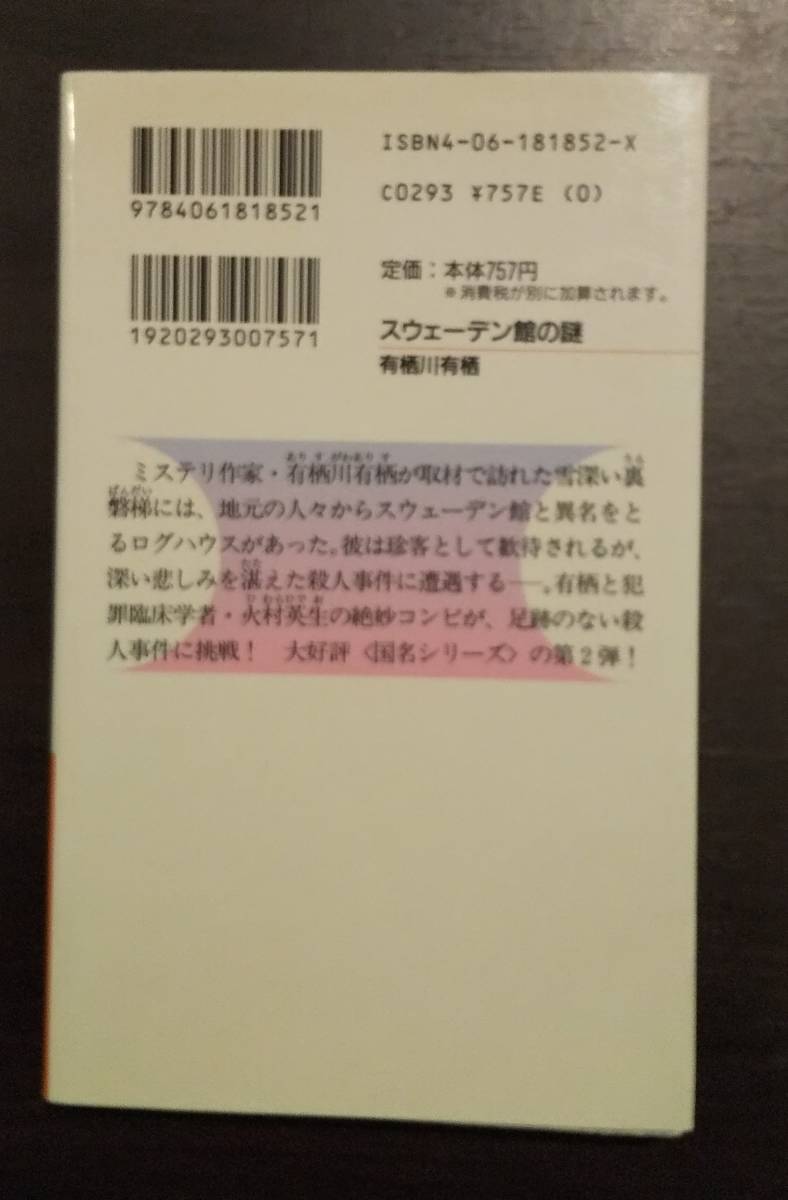 ISBN4-06-181852-X
9784061818521
C0293 ¥757E (0)
定価：本体757円
※消費税が別に加算されます。
1920293007571
スウェーデン館の謎
有栖川有栖
ミステリ作家・有栖川有栖が取材で訪れた雪深い裏
磐梯には、地元の人々からスウェーデン館と異名をと
るログハウスがあった。彼は珍客として歓待されるが、
深い悲しみを湛えた殺人事件に遭遇する──。有栖と犯
罪臨床学者・火村英生の絶妙コンビが、足跡のない殺
人事件に挑戦！　大好評〈国名シリーズ〉の第2弾！